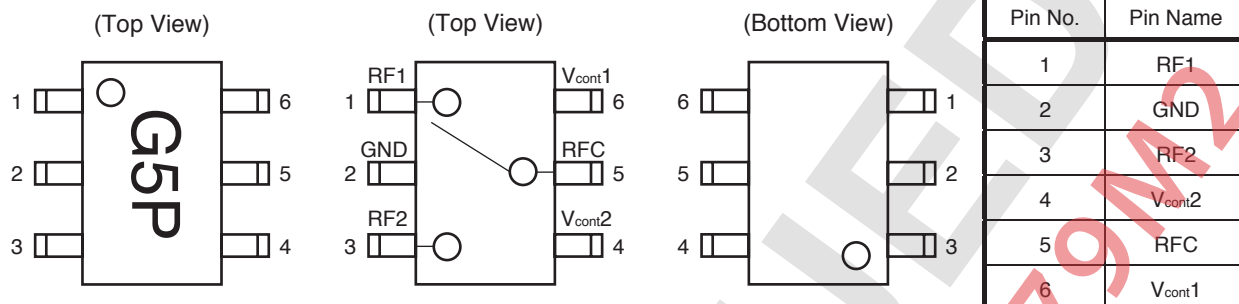 (Top View)
1
2
3
G5P
6
5
4
(Top View)
RF1
1
GND
2
RF2
3
Vcont1
6
RFC
5
Vcont2
4
(Bottom View)
6
5
4
1
2
3
Pin No. Pin Name
1 RF1
2 GND
3 RF2
4 Vcont2
5 RFC
6 Vcont1
79M2